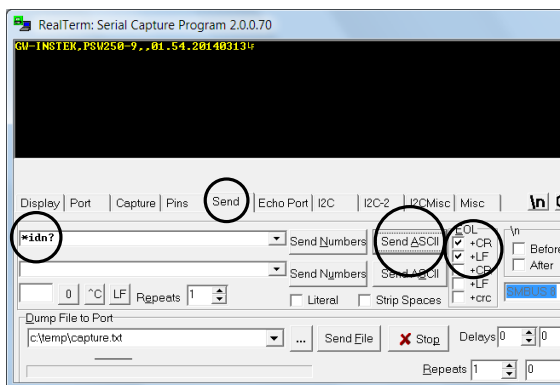 RealTerm: Serial Capture Program 2.0.0.70
GW-INSTEK,PSW250-9,,01.54.20140313LF
Display Port Capture Pins Send Echo Port I2C I2C-2 I2CMisc Misc \n
*idn? Send Numbers Send ASCII
EOL
+CR
+LF
\n
Before
After
Send Numbers Send ASCII
+CR
+LF
+crc
0 ^C LF Repeats 1 Literal Strip Spaces
SMBUS 8
Dump File to Port
c:\temp\capture.txt ... Send File Stop Delays 0 0
Repeats 1 0